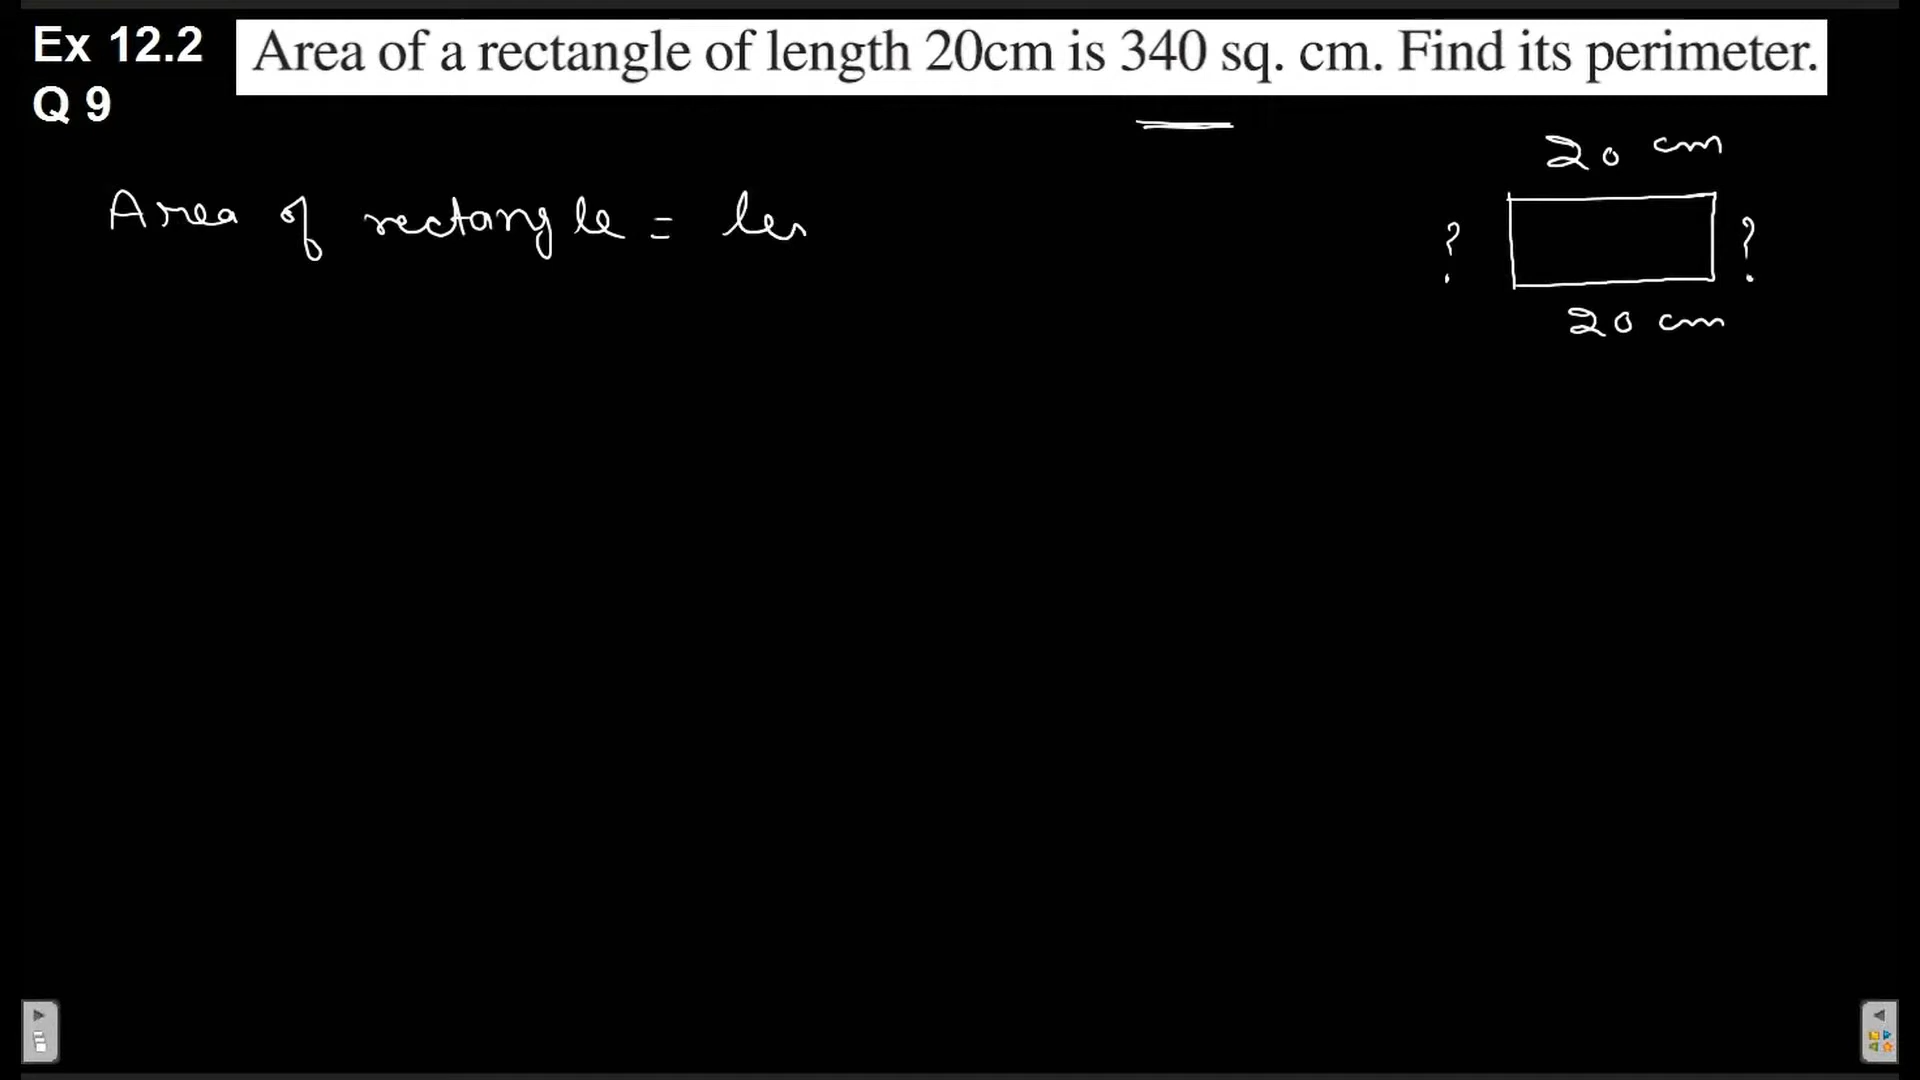 Ex 12.2
Q 9
Area of a rectangle of length 20cm is 340 sq. cm. Find its perimeter.
20 cm
Area of rectangle = len
? ?
20 cm